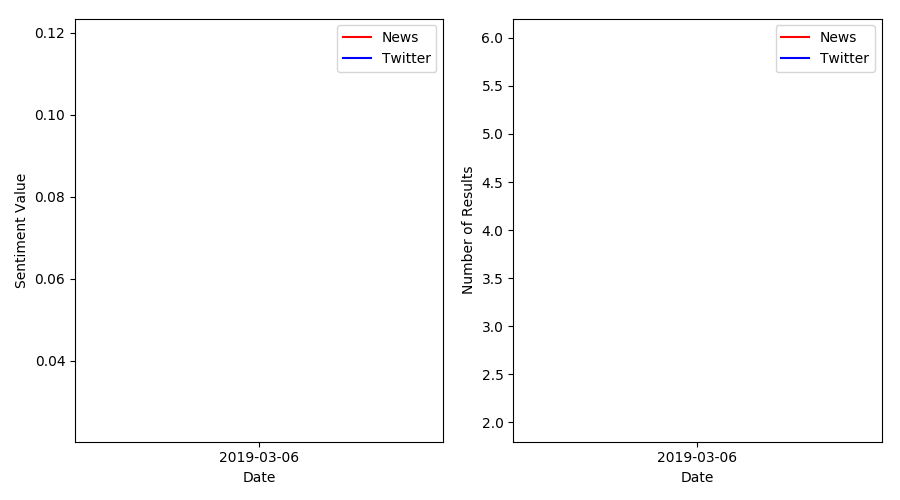 0.12
0.10
0.08
0.06
0.04
Sentiment Value
News
Twitter
2019-03-06
Date
6.0
5.5
5.0
4.5
4.0
3.5
3.0
2.5
2.0
Number of Results
News
Twitter
2019-03-06
Date